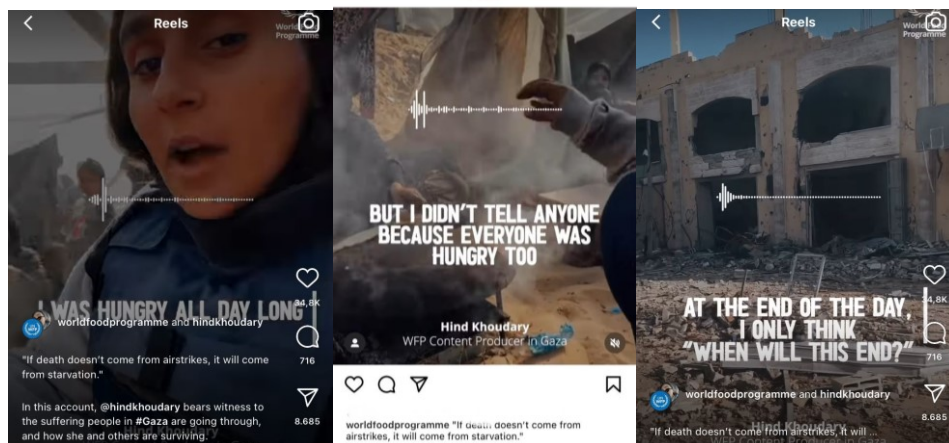 Reels
World
Programme
I WAS HUNGRY ALL DAY LONG
34,8K
worldfoodprogramme and hindkhoudary
716
"If death doesn't come from airstrikes, it will come
from starvation."
In this account, @hindkhoudary bears witness to
the suffering people in #Gaza are going through,
and how she and others are surviving.
8.685
BUT I DIDN'T TELL ANYONE
BECAUSE EVERYONE WAS
HUNGRY TOO
Hind Khoudary
WFP Content Producer in Gaza
worldfoodprogramme "If death doesn't come from
airstrikes, it will come from starvation."
Reels
World
Programme
AT THE END OF THE DAY,
I ONLY THINK
"WHEN WILL THIS END?"
34,8K
716
worldfoodprogramme and hindkhoudary
8.685
"If death doesn't come from airstrikes, it will ...